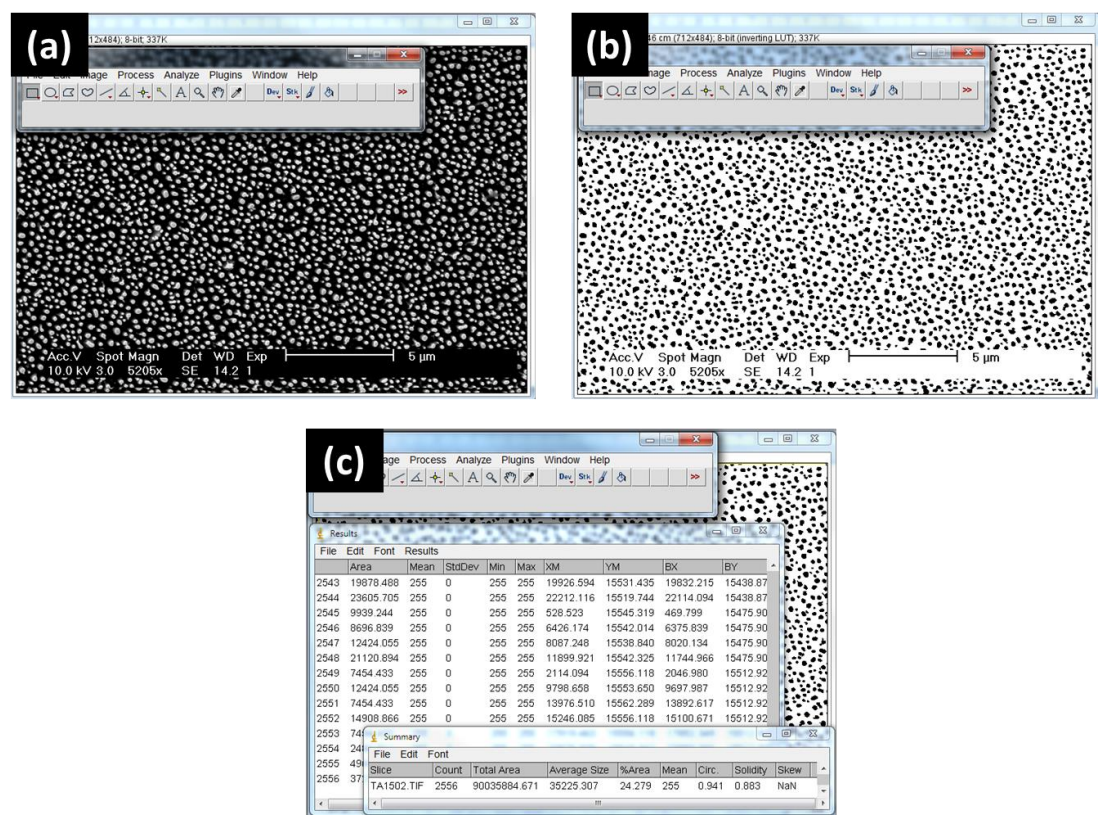 (a)
12x484); 8-bit; 337K
File Edit Image Process Analyze Plugins Window Help
Dev Stk >>
Acc.V Spot Magn Det WD Exp 5 µm
10.0 kV 3.0 5205x SE 14.2 1
(b)
46 cm (712x484); 8-bit (inverting LUT); 337K
age Process Analyze Plugins Window Help
Dev Stk >>
Acc.V Spot Magn Det WD Exp 5 µm
10.0 kV 3.0 5205x SE 14.2 1
(c)
age Process Analyze Plugins Window Help
Dev Stk >>
Results
File Edit Font Results
Area Mean StdDev Min Max XM YM BX BY
2543 19878.488 255 0 255 255 19926.594 15531.435 19832.215 15438.87
2544 23605.705 255 0 255 255 22212.116 15519.744 22114.094 15438.87
2545 9939.244 255 0 255 255 528.523 15545.319 469.799 15475.90
2546 8696.839 255 0 255 255 6426.174 15542.014 6375.839 15475.90
2547 12424.055 255 0 255 255 8087.248 15538.840 8020.134 15475.90
2548 21120.894 255 0 255 255 11899.921 15542.325 11744.966 15475.90
2549 7454.433 255 0 255 255 2114.094 15556.118 2046.980 15512.92
2550 12424.055 255 0 255 255 9798.658 15553.650 9697.987 15512.92
2551 7454.433 255 0 255 255 13976.510 15562.289 13892.617 15512.92
2552 14908.866 255 0 255 255 15246.085 15556.118 15100.671 15512.92
2553 745
2554 248
2555 496
2556 37
Summary
File Edit Font
Slice Count Total Area Average Size %Area Mean Circ. Solidity Skew
TA1502.TIF 2556 90035884.671 35225.307 24.279 255 0.941 0.883 NaN